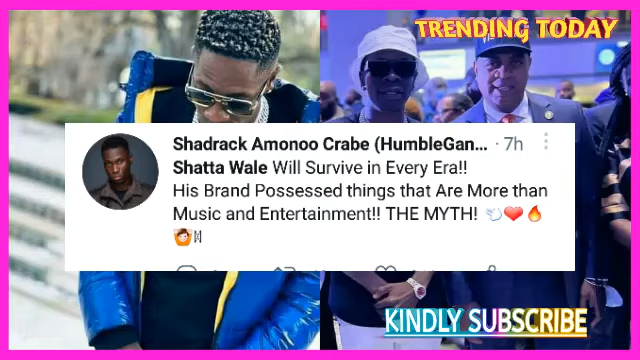 TRENDING TODAY
Shadrack Amonoo Crabe (HumbleGan... · 7h
Shatta Wale Will Survive in Every Era!!
His Brand Possessed things that Are More than
Music and Entertainment!! THE MYTH! 💨❤️🔥
KINDLY SUBSCRIBE